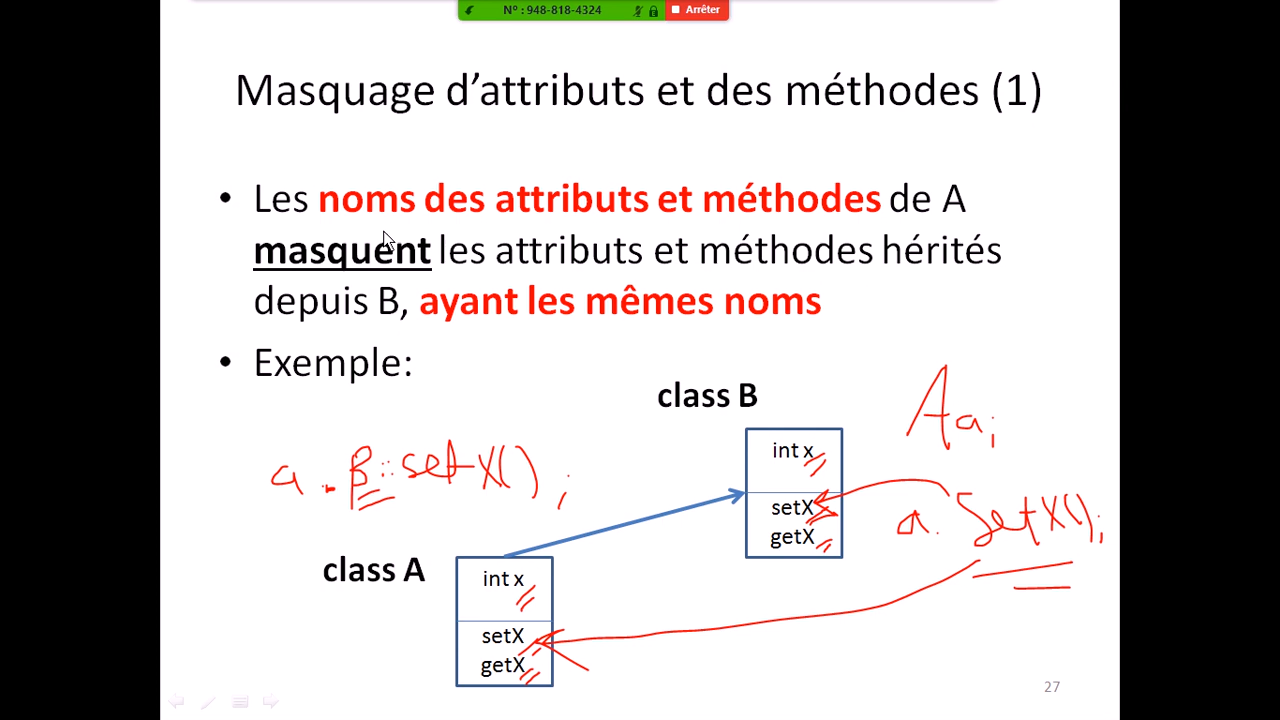 N° : 948-818-4324
Arrêter
Masquage d’attributs et des méthodes (1)
• Les noms des attributs et méthodes de A
masquent les attributs et méthodes hérités
depuis B, ayant les mêmes noms
• Exemple:
class B
A a;
int x
a.B::setX();
setX
a.SetX();
getX
class A
int x
setX
getX
27